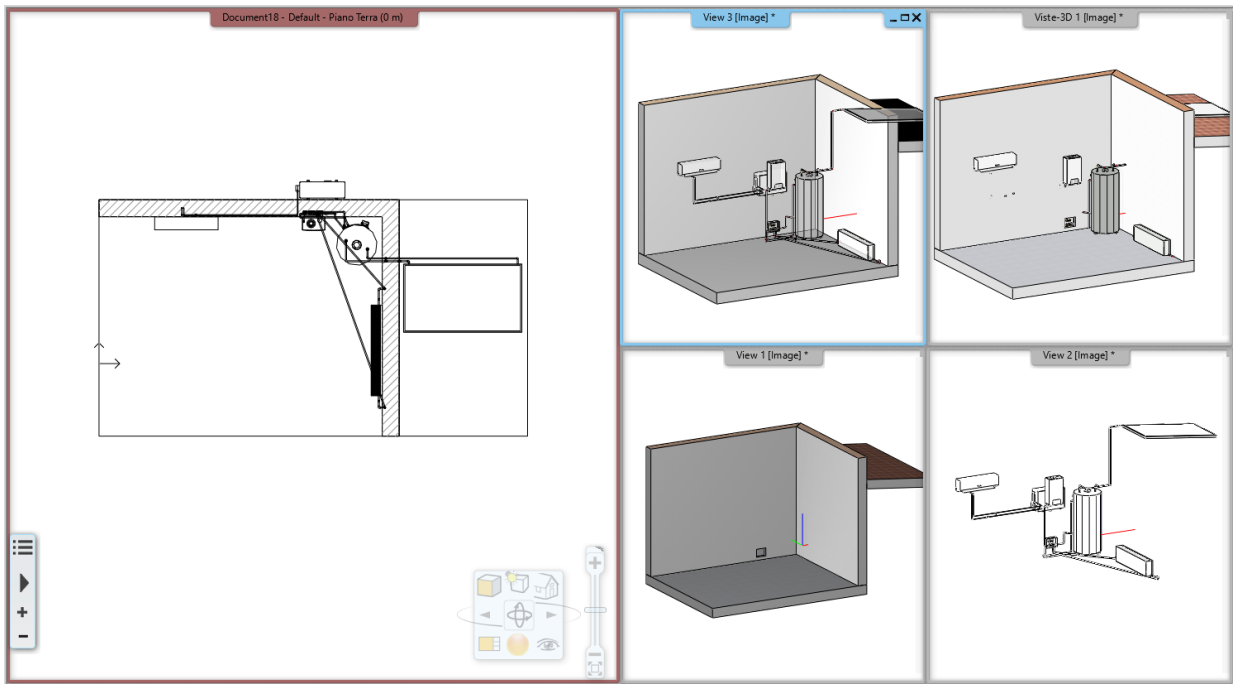 Document18 - Default - Piano Terra (0 m)
View 3 [Image] *
Viste-3D 1 [Image] *
View 1 [Image] *
View 2 [Image] *